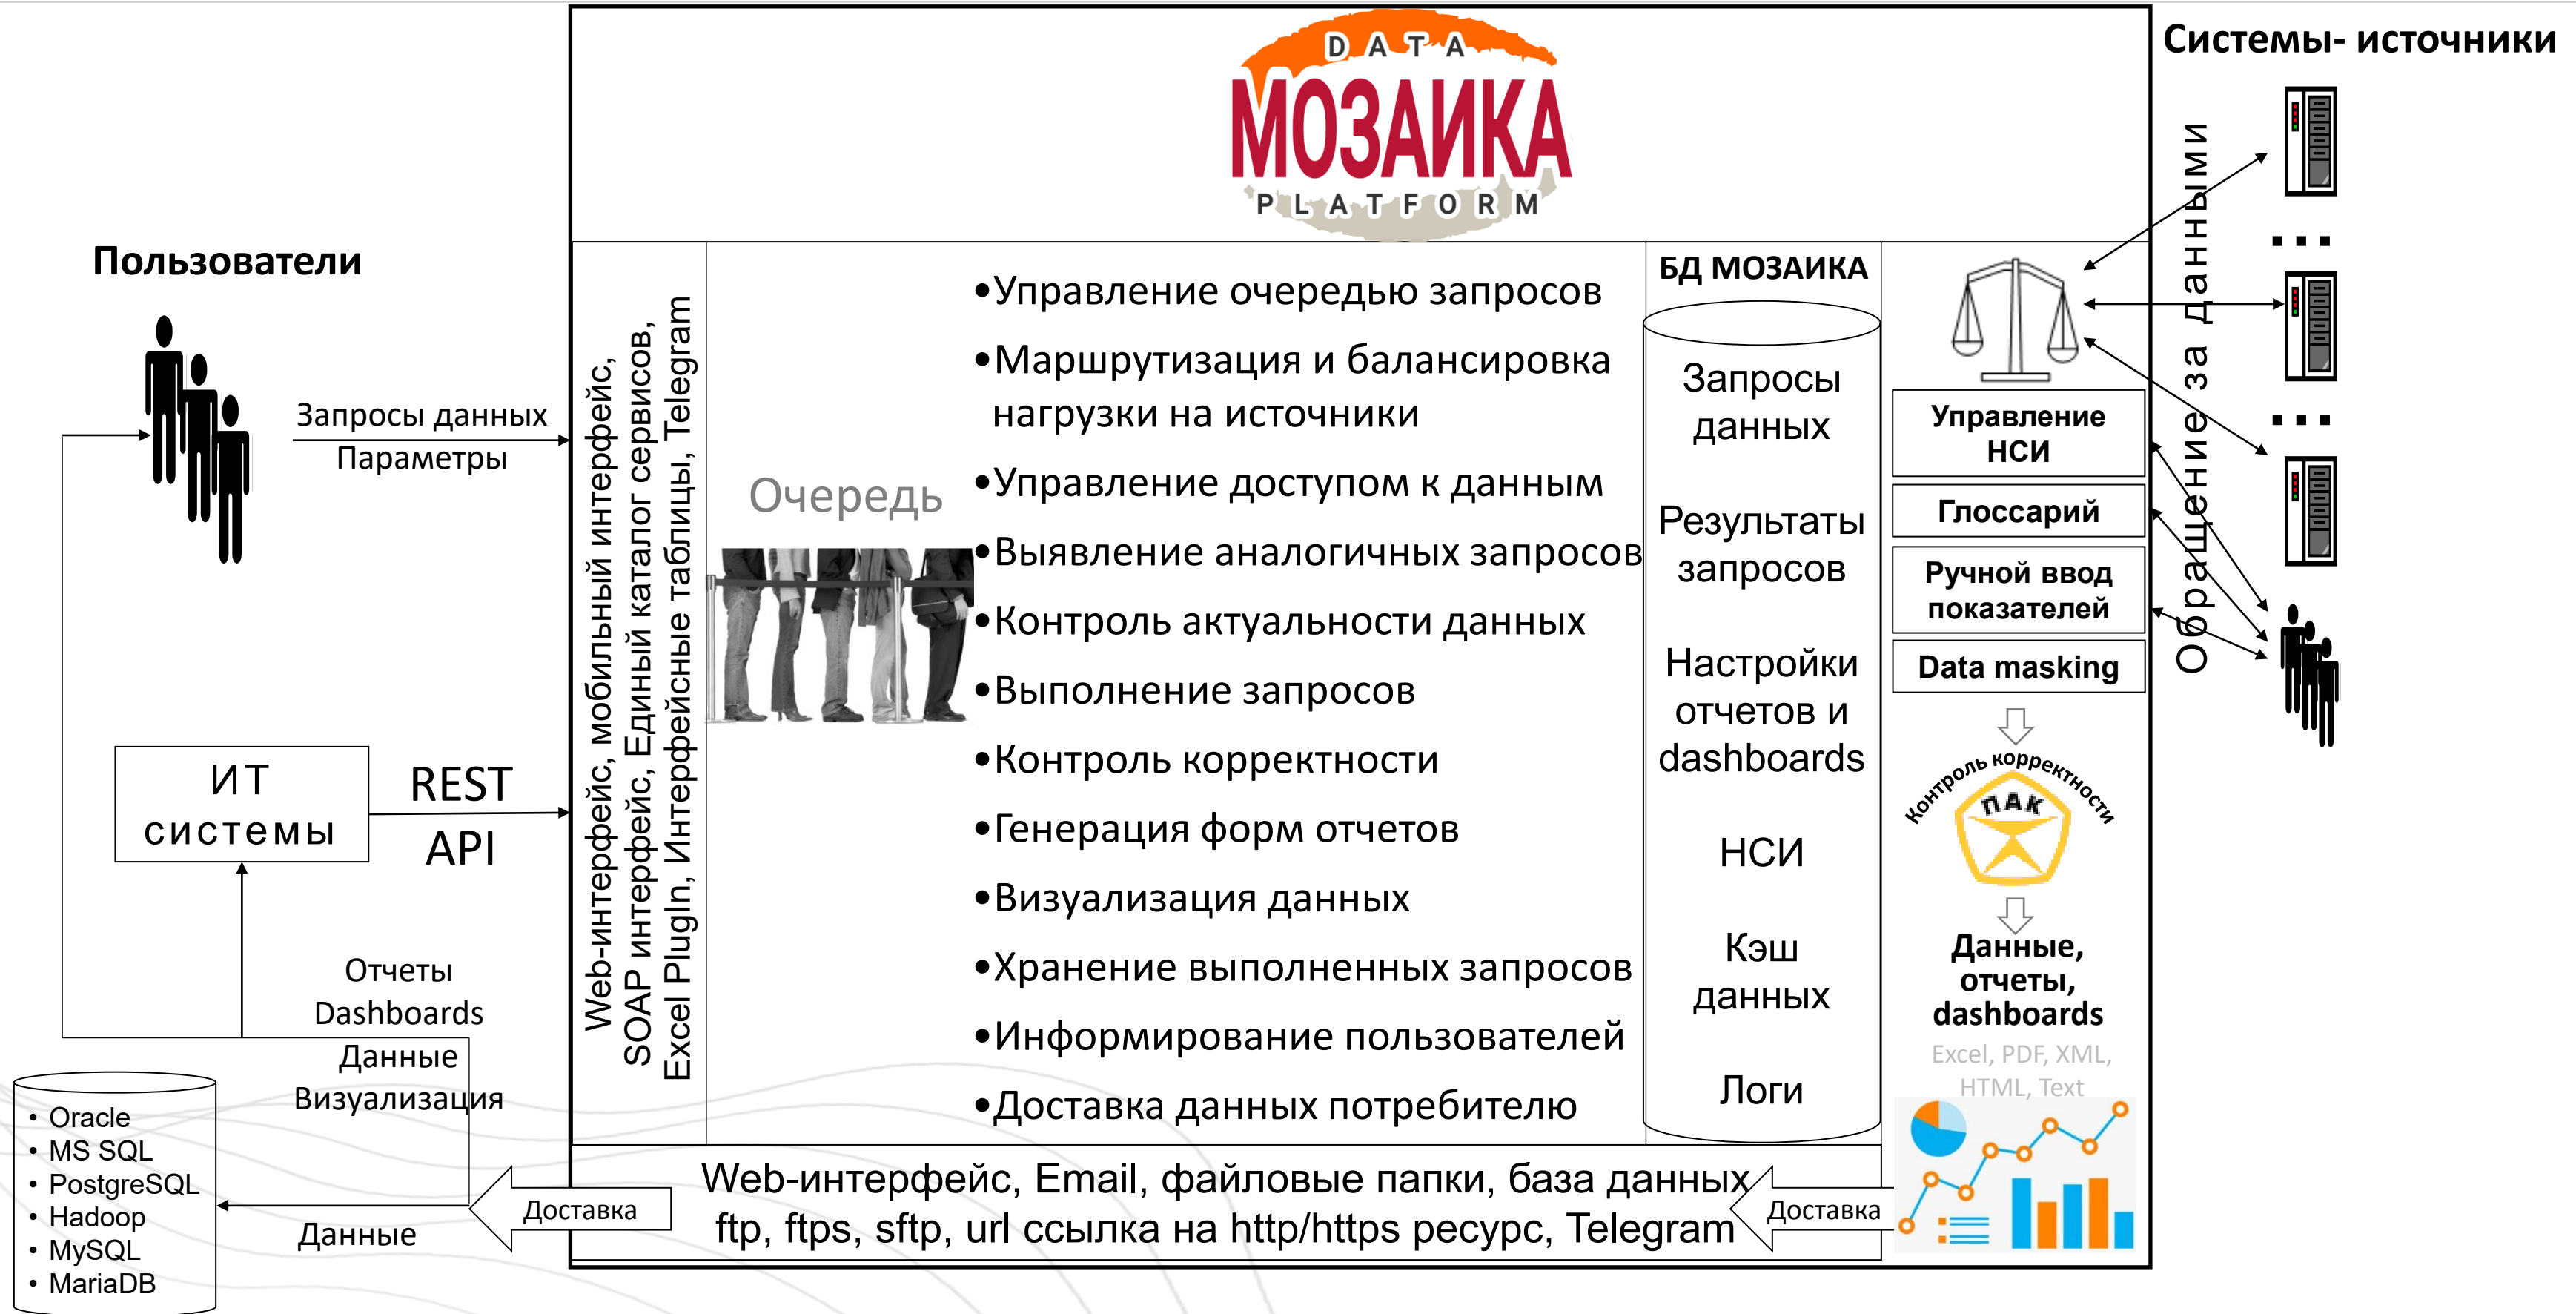 DATA
МОЗАИКА
PLATFORM
Системы- источники
Обращение за данными
Пользователи
Запросы данных
Параметры
ИТ
системы
REST
API
Отчеты
Dashboards
Данные
Визуализация
• Oracle
• MS SQL
• PostgreSQL
• Hadoop
• MySQL
• MariaDB
Данные
Доставка
Web-интерфейс, мобильный интерфейс,
SOAP интерфейс, Единый каталог сервисов,
Excel PlugIn, Интерфейсные таблицы, Telegram
Очередь
•Управление очередью запросов
•Маршрутизация и балансировка
нагрузки на источники
•Управление доступом к данным
•Выявление аналогичных запросов
•Контроль актуальности данных
•Выполнение запросов
•Контроль корректности
•Генерация форм отчетов
•Визуализация данных
•Хранение выполненных запросов
•Информирование пользователей
•Доставка данных потребителю
БД МОЗАИКА
Запросы
данных
Результаты
запросов
Настройки
отчетов и
dashboards
НСИ
Кэш
данных
Логи
Управление
НСИ
Глоссарий
Ручной ввод
показателей
Data masking
Контроль корректности
ПАК
Данные,
отчеты,
dashboards
Excel, PDF, XML,
HTML, Text
Web-интерфейс, Email, файловые папки, база данных
ftp, ftps, sftp, url ссылка на http/https ресурс, Telegram
Доставка